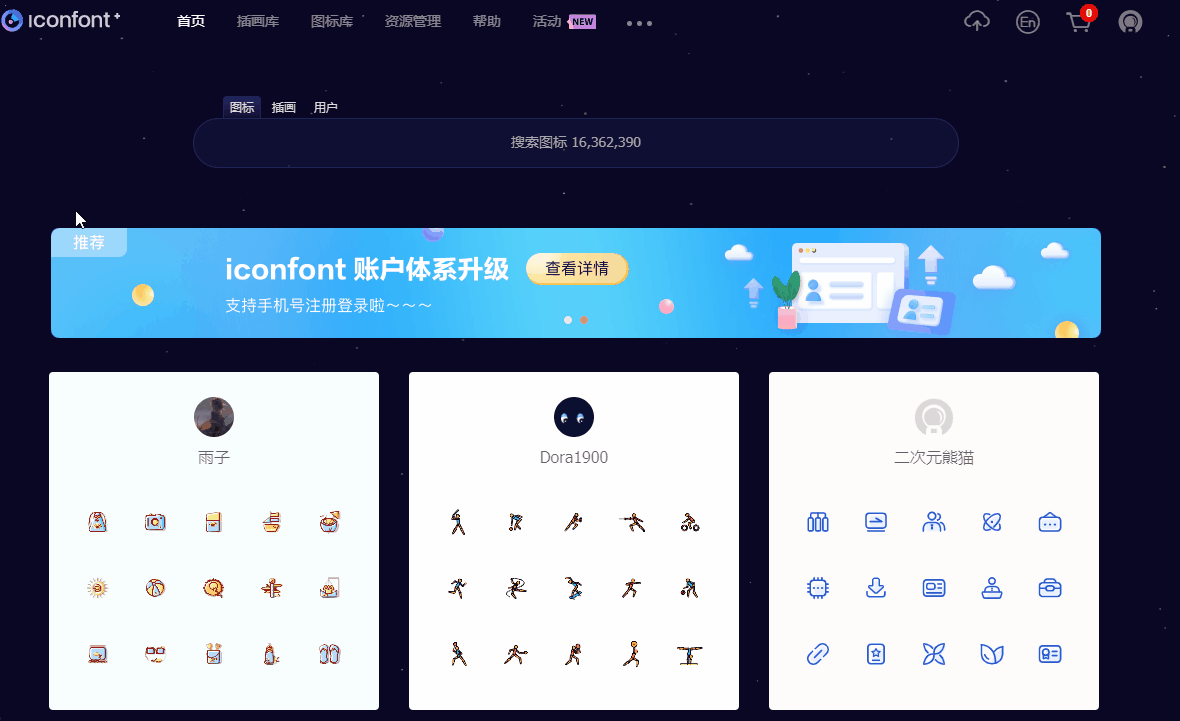 iconfont+ 首页 插画库 图标库 资源管理 帮助 活动 NEW En 0
图标 插画 用户
搜索图标 16,362,390
推荐
iconfont 账户体系升级 查看详情
支持手机号注册登录啦～～～
雨子 Dora1900 二次元熊猫